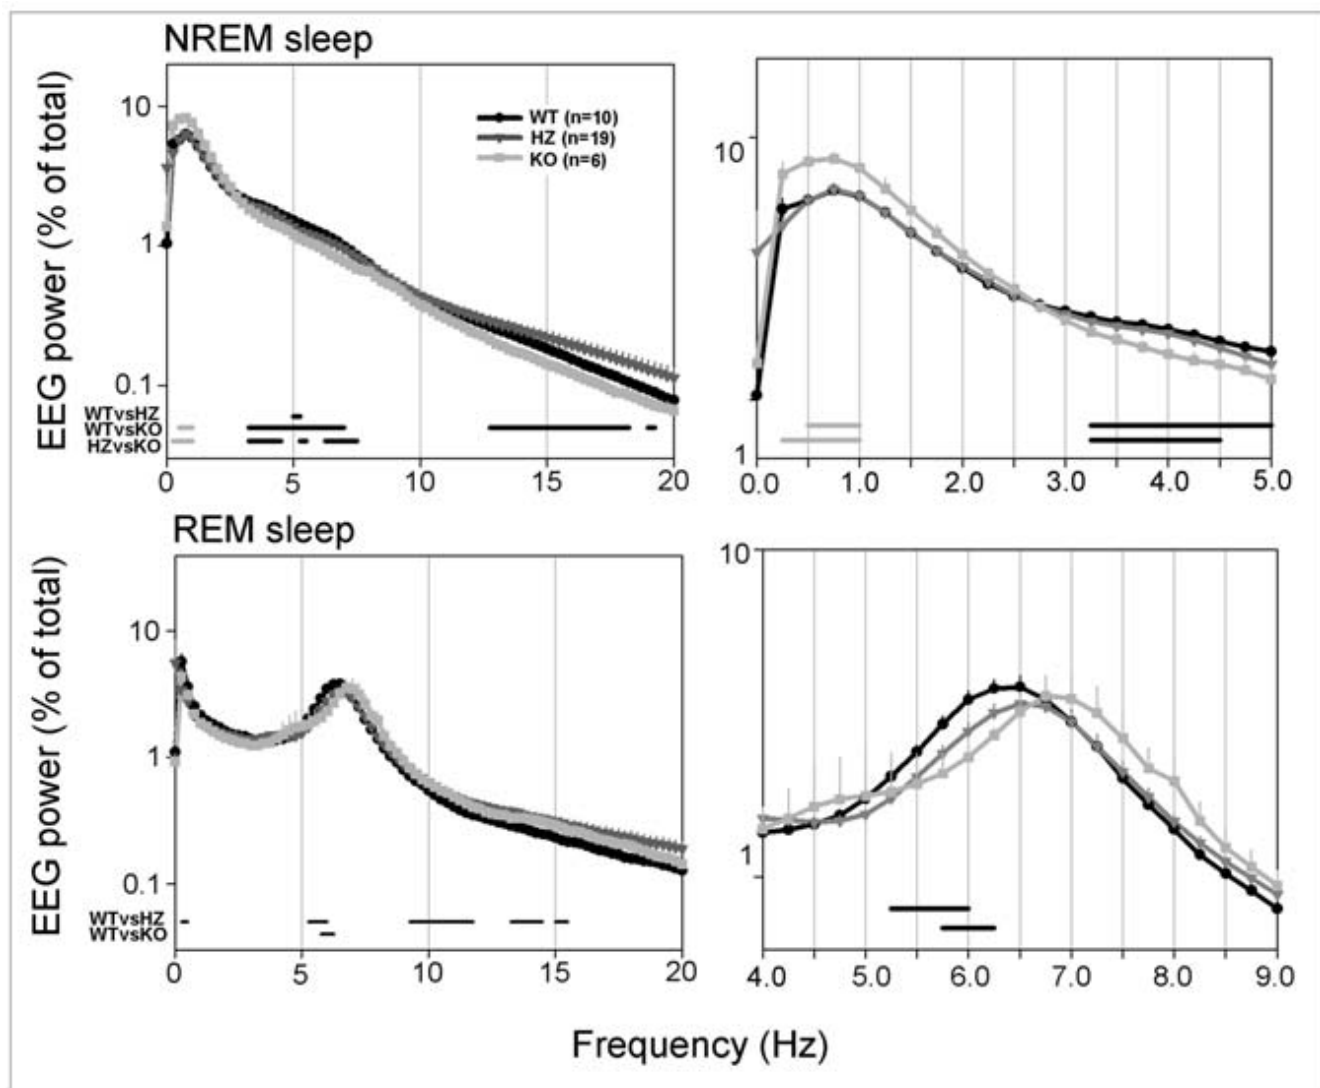 NREM sleep
EEG power (% of total)
10
1
0.1
WT (n=10)
HZ (n=19)
KO (n=6)
WTvsHZ
WTvsKO
HZvsKO
0 5 10 15 20
10
1
0.0 1.0 2.0 3.0 4.0 5.0
REM sleep
EEG power (% of total)
10
1
0.1
WTvsHZ
WTvsKO
0 5 10 15 20
10
1
4.0 5.0 6.0 7.0 8.0 9.0
Frequency (Hz)